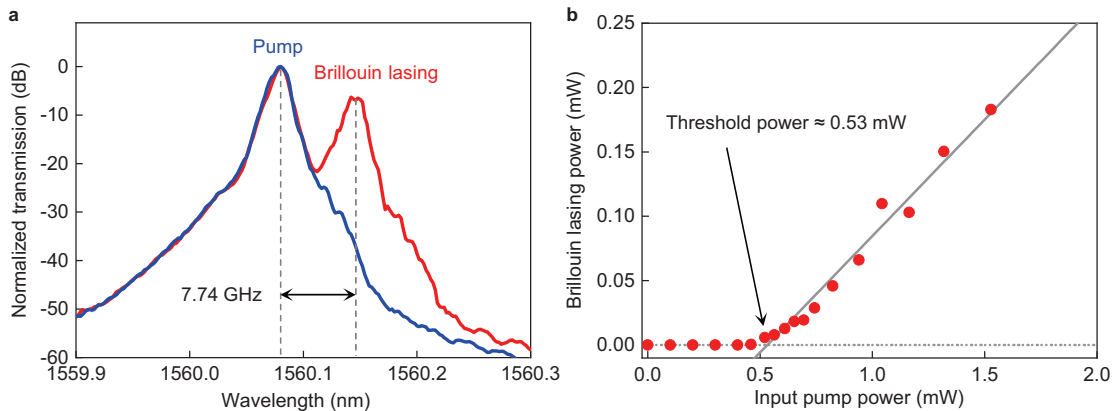 a
Pump
Brillouin lasing
7.74 GHz
Normalized transmission (dB)
0
-10
-20
-30
-40
-50
-60
1559.9
1560.0
1560.1
1560.2
1560.3
Wavelength (nm)
b
Threshold power ≈ 0.53 mW
Brillouin lasing power (mW)
0.25
0.20
0.15
0.10
0.05
0.00
0.0
0.5
1.0
1.5
2.0
Input pump power (mW)